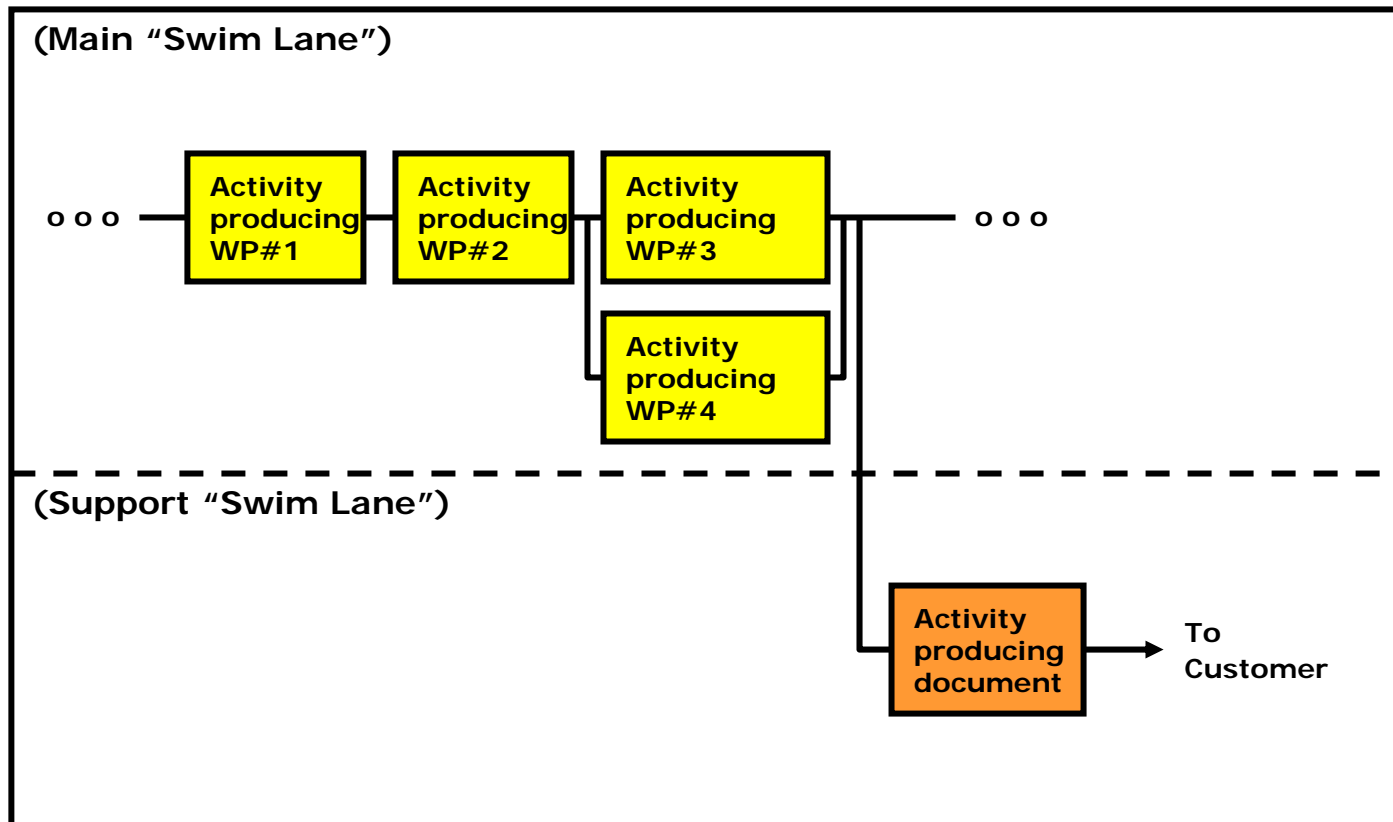 (Main “Swim Lane”)
o o o
Activity
producing
WP#1
Activity
producing
WP#2
Activity
producing
WP#3
o o o
Activity
producing
WP#4
(Support “Swim Lane”)
Activity
producing
document
To
Customer